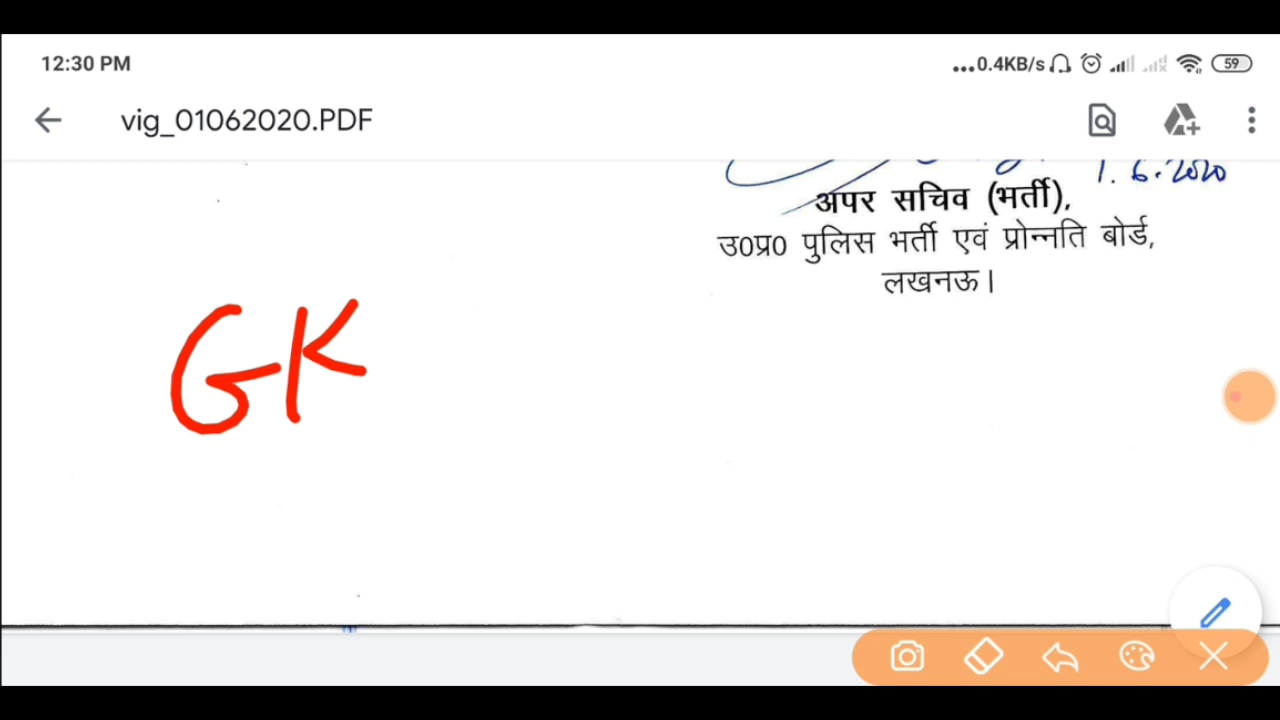 12:30 PM
...0.4KB/s 59
vig_01062020.PDF
1.6.2020
अपर सचिव (भर्ती),
उ0प्र0 पुलिस भर्ती एवं प्रोन्नति बोर्ड,
लखनऊ।
GK